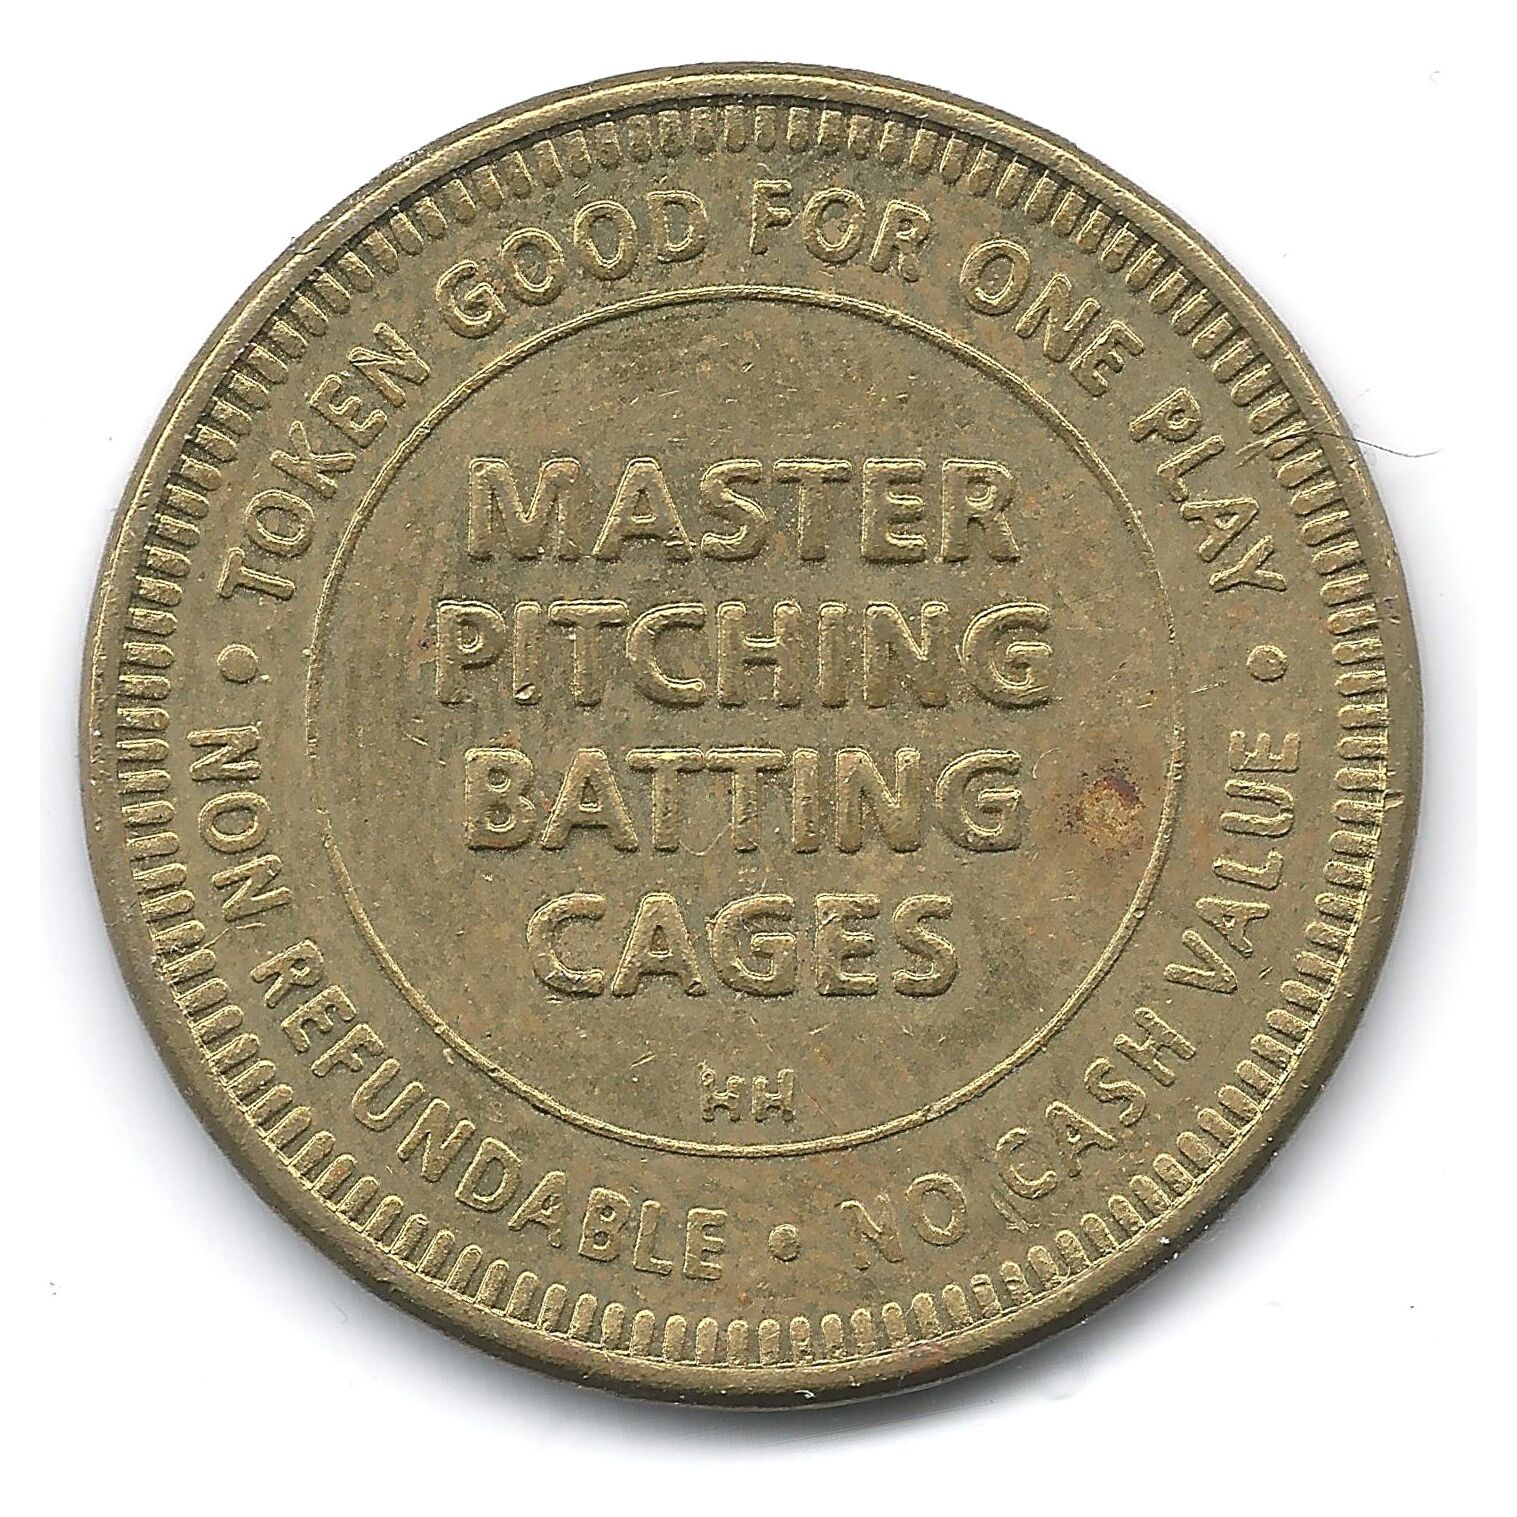 TOKEN GOOD FOR ONE PLAY • NO CASH VALUE • NON REFUNDABLE •
MASTER
PITCHING
BATTING
CAGES
HH